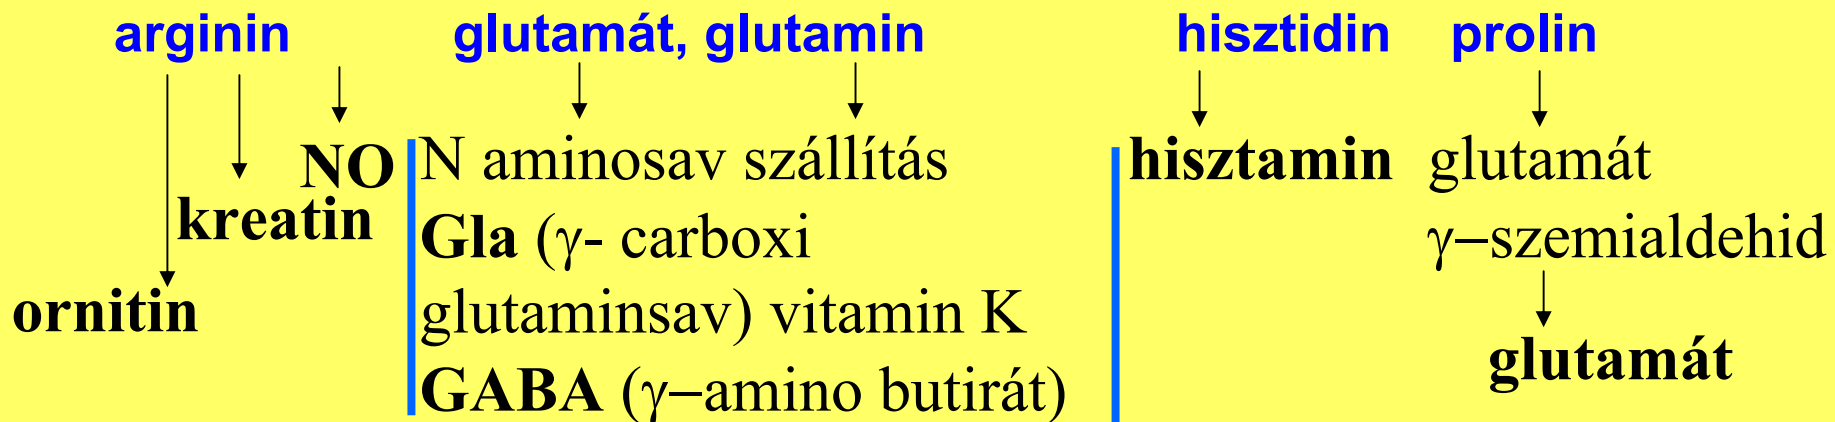 arginin glutamát, glutamin hisztidin prolin
NO N aminosav szállítás hisztamin glutamát
kreatin Gla (γ- carboxi γ–szemialdehid
ornitin glutaminsav) vitamin K
glutamát
GABA (γ–amino butirát)